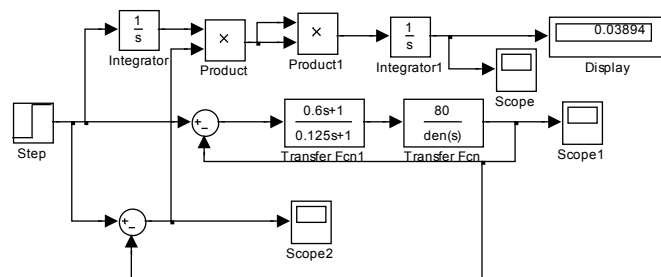 1
s
Integrator
×
Product
×
Product1
1
s
Integrator1
Scope
0.03894
Display
Step
+
−
0.6s+1
0.125s+1
Transfer Fcn1
80
den(s)
Transfer Fcn
Scope1
+
−
Scope2